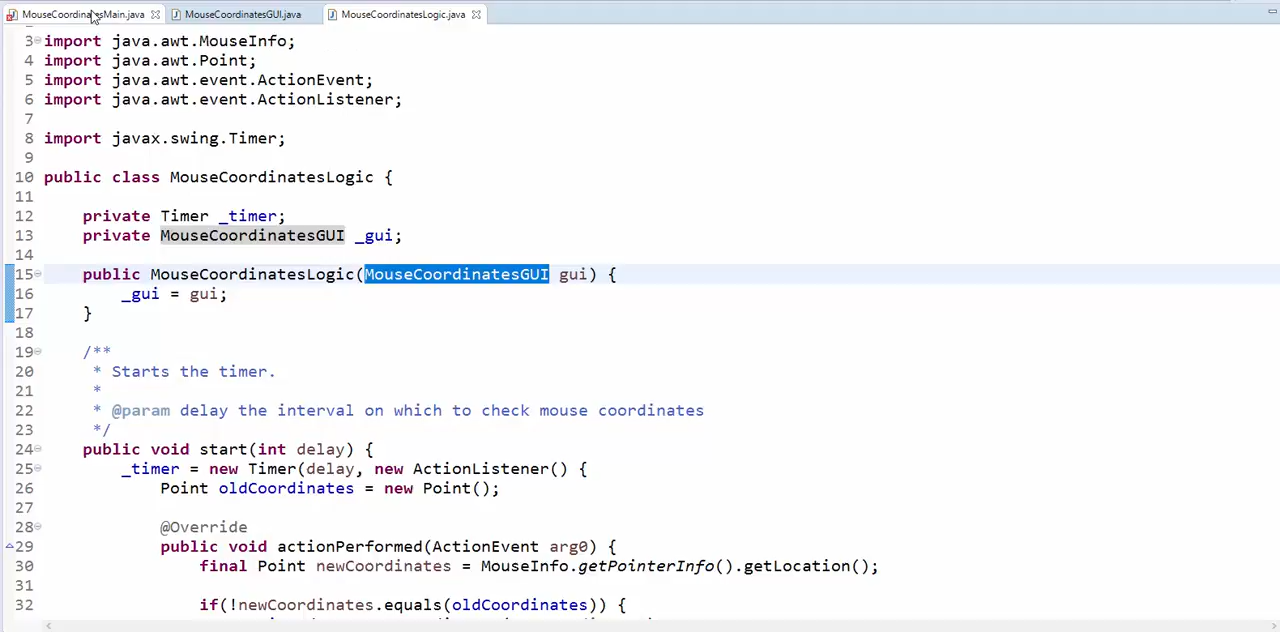 MouseCoordinatesMain.java MouseCoordinatesGUI.java MouseCoordinatesLogic.java
3 import java.awt.MouseInfo;
4 import java.awt.Point;
5 import java.awt.event.ActionEvent;
6 import java.awt.event.ActionListener;
7
8 import javax.swing.Timer;
9
10 public class MouseCoordinatesLogic {
11
12 private Timer _timer;
13 private MouseCoordinatesGUI _gui;
14
15 public MouseCoordinatesLogic(MouseCoordinatesGUI gui) {
16 _gui = gui;
17 }
18
19 /**
20 * Starts the timer.
21 *
22 * @param delay the interval on which to check mouse coordinates
23 */
24 public void start(int delay) {
25 _timer = new Timer(delay, new ActionListener() {
26 Point oldCoordinates = new Point();
27
28 @Override
29 public void actionPerformed(ActionEvent arg0) {
30 final Point newCoordinates = MouseInfo.getPointerInfo().getLocation();
31
32 if(!newCoordinates.equals(oldCoordinates)) {